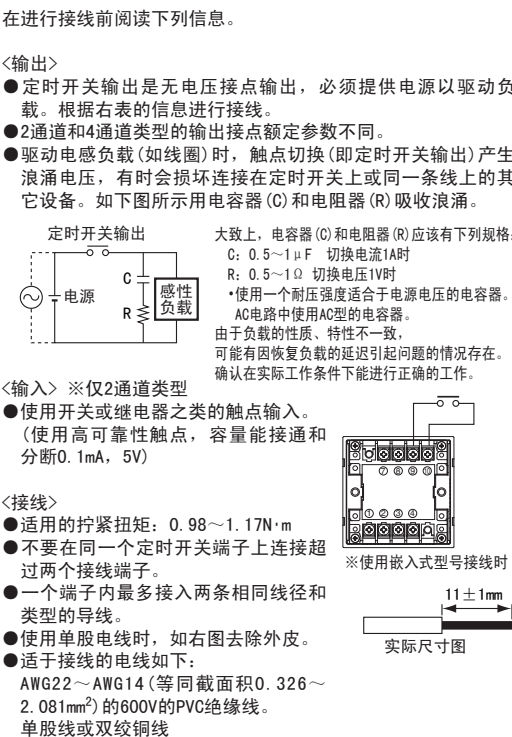 在进行接线前阅读下列信息。
<输出>
●定时开关输出是无电压接点输出，必须提供电源以驱动负
载。根据右表的信息进行接线。
●2通道和4通道类型的输出接点额定参数不同。
●驱动电感负载(如线圈)时，触点切换(即定时开关输出)产生
浪涌电压，有时会损坏连接在定时开关上或同一条线上的其
它设备。如下图所示用电容器(C)和电阻器(R)吸收浪涌。
定时开关输出
电源
C
R
感性
负载
大致上，电容器(C)和电阻器(R)应该有下列规格
C: 0.5～1μF 切换电流1A时
R: 0.5～1Ω 切换电压1V时
•使用一个耐压强度适合于电源电压的电容器。
AC电路中使用AC型的电容器。
由于负载的性质、特性不一致，
可能有因恢复负载的延迟引起问题的情况存在。
确认在实际工作条件下能进行正确的工作。
<输入> ※仅2通道类型
●使用开关或继电器之类的触点输入。
(使用高可靠性触点，容量能接通和
分断0.1mA，5V)
⑦ ⑧ ⑨ ⑩
① ② ③ ④
※使用嵌入式型号接线时
<接线>
●适用的拧紧扭矩：0.98～1.17N·m
●不要在同一个定时开关端子上连接超
过两个接线端子。
●一个端子内最多接入两条相同线径和
类型的导线。
●使用单股电线时，如右图去除外皮。
●适于接线的电线如下：
AWG22～AWG14(等同截面积0.326～
2.081mm²)的600V的PVC绝缘线。
单股线或双绞铜线
11±1mm
实际尺寸图